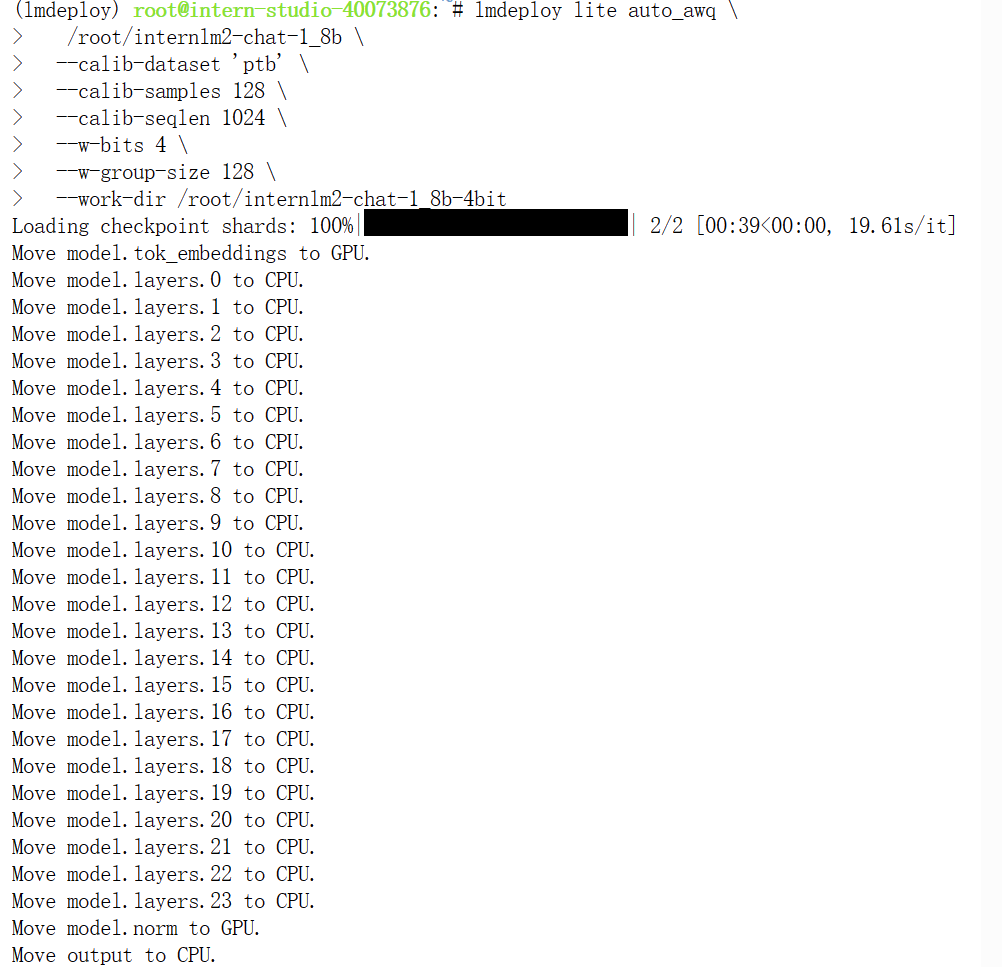 (lmdeploy) root@intern-studio-40073876:~# lmdeploy lite auto_awq \
>    /root/internlm2-chat-1_8b \
>   --calib-dataset 'ptb' \
>   --calib-samples 128 \
>   --calib-seqlen 1024 \
>   --w-bits 4 \
>   --w-group-size 128 \
>   --work-dir /root/internlm2-chat-1_8b-4bit
Loading checkpoint shards: 100%|████████████████████████| 2/2 [00:39<00:00, 19.61s/it]
Move model.tok_embeddings to GPU.
Move model.layers.0 to CPU.
Move model.layers.1 to CPU.
Move model.layers.2 to CPU.
Move model.layers.3 to CPU.
Move model.layers.4 to CPU.
Move model.layers.5 to CPU.
Move model.layers.6 to CPU.
Move model.layers.7 to CPU.
Move model.layers.8 to CPU.
Move model.layers.9 to CPU.
Move model.layers.10 to CPU.
Move model.layers.11 to CPU.
Move model.layers.12 to CPU.
Move model.layers.13 to CPU.
Move model.layers.14 to CPU.
Move model.layers.15 to CPU.
Move model.layers.16 to CPU.
Move model.layers.17 to CPU.
Move model.layers.18 to CPU.
Move model.layers.19 to CPU.
Move model.layers.20 to CPU.
Move model.layers.21 to CPU.
Move model.layers.22 to CPU.
Move model.layers.23 to CPU.
Move model.norm to GPU.
Move output to CPU.